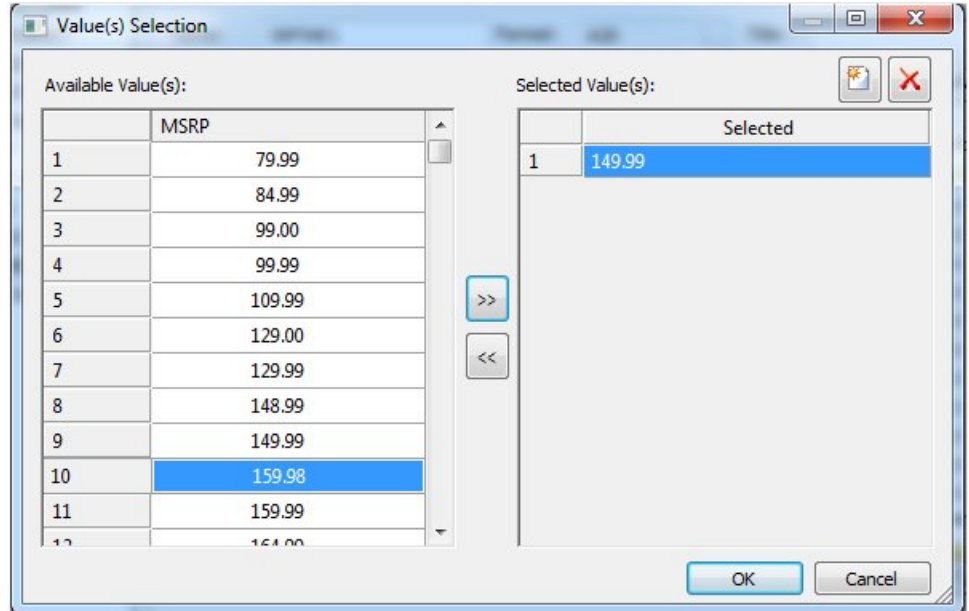 Value(s) Selection
Available Value(s):
Selected Value(s):
MSRP
1 79.99
2 84.99
3 99.00
4 99.99
5 109.99
6 129.00
7 129.99
8 148.99
9 149.99
10 159.98
11 159.99
>>
<<
Selected
1 149.99
OK
Cancel